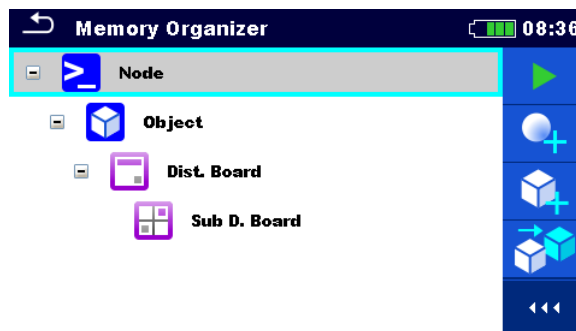 Memory Organizer 08:36
Node
Object
Dist. Board
Sub D. Board